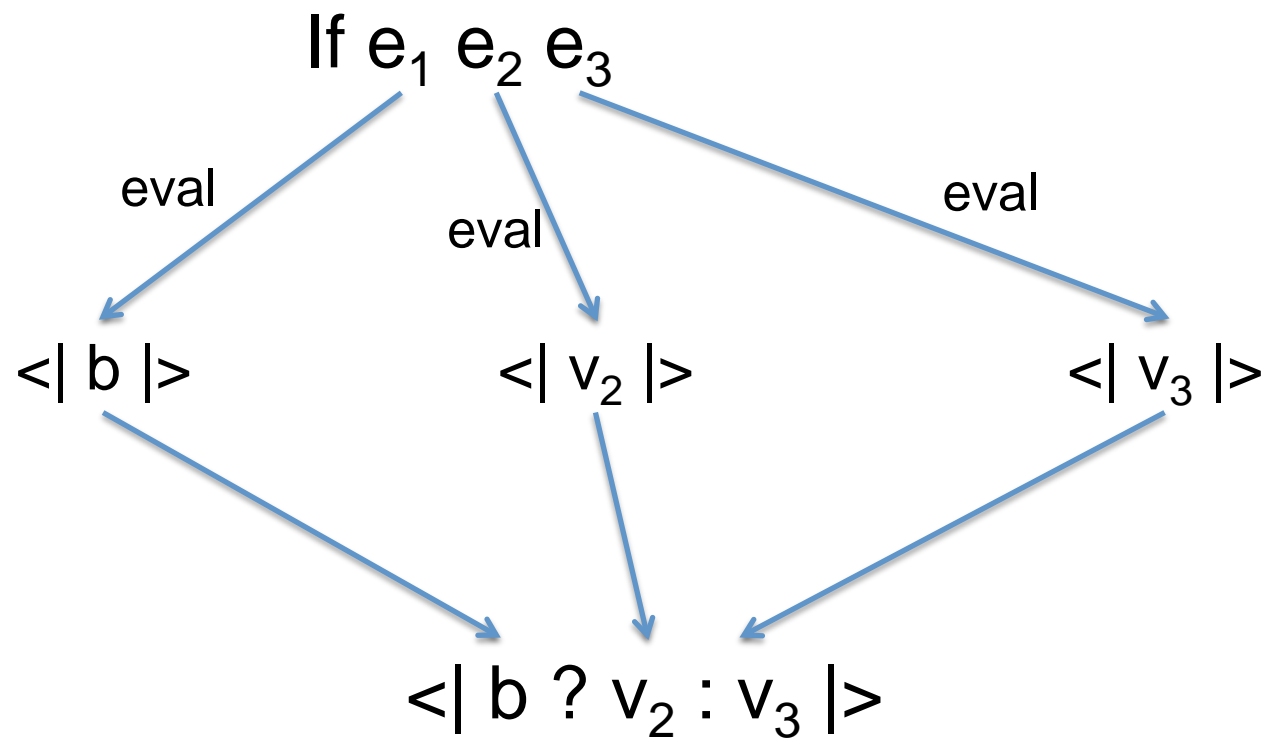 If e₁ e₂ e₃
eval
eval
eval
<| b |>
<| v₂ |>
<| v₃ |>
<| b ? v₂ : v₃ |>